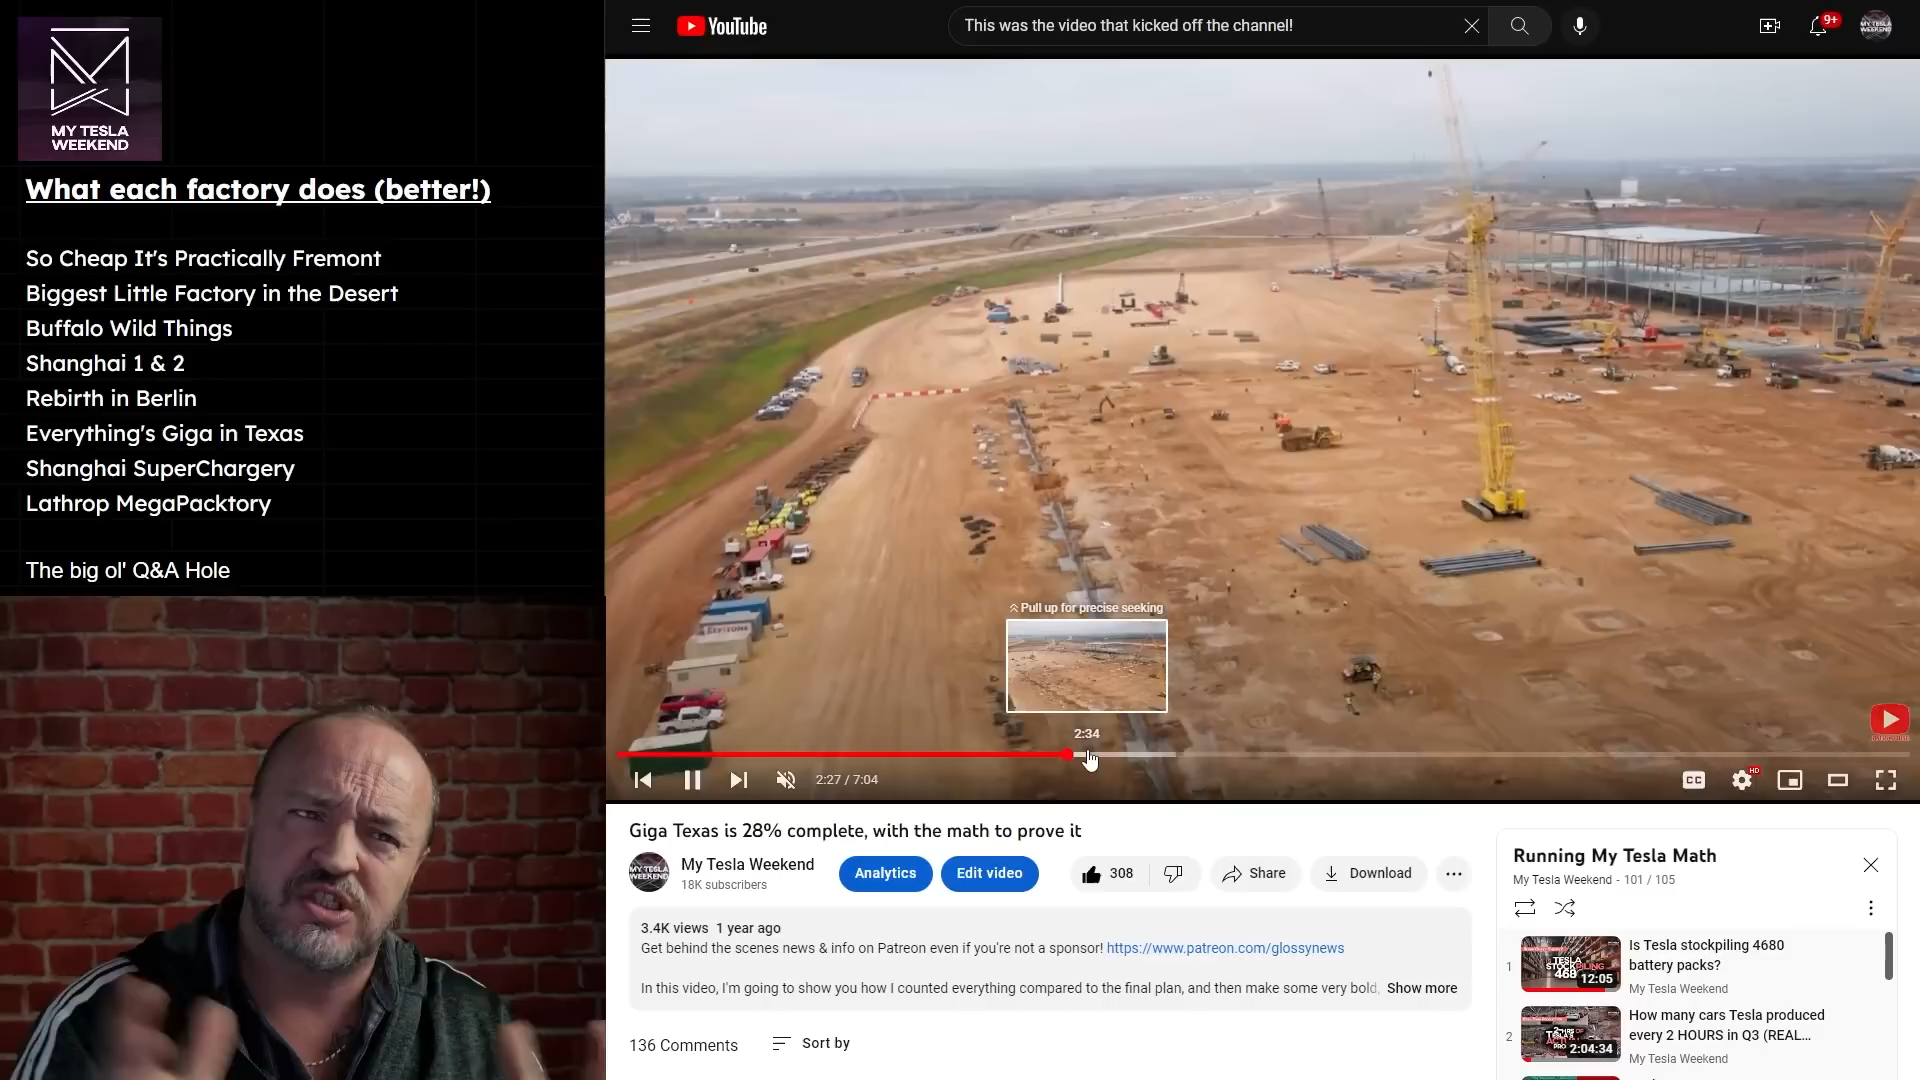 MY TESLA
WEEKEND
What each factory does (better!)
So Cheap It's Practically Fremont
Biggest Little Factory in the Desert
Buffalo Wild Things
Shanghai 1 & 2
Rebirth in Berlin
Everything's Giga in Texas
Shanghai SuperChargery
Lathrop MegaPacktory
The big ol' Q&A Hole
YouTube
This was the video that kicked off the channel!
9+
Pull up for precise seeking
2:34
2:27 / 7:04
CC
HD
Giga Texas is 28% complete, with the math to prove it
MY TESLA
WEEKEND
My Tesla Weekend
18K subscribers
Analytics
Edit video
308
Share
Download
3.4K views 1 year ago
Get behind the scenes news & info on Patreon even if you're not a sponsor! https://www.patreon.com/glossynews
In this video, I'm going to show you how I counted everything compared to the final plan, and then make some very bold, Show more
136 Comments
Sort by
Running My Tesla Math
My Tesla Weekend - 101 / 105
1
TESLA
12:05
Is Tesla stockpiling 4680
battery packs?
My Tesla Weekend
2
2:04:34
How many cars Tesla produced
every 2 HOURS in Q3 (REAL...
My Tesla Weekend